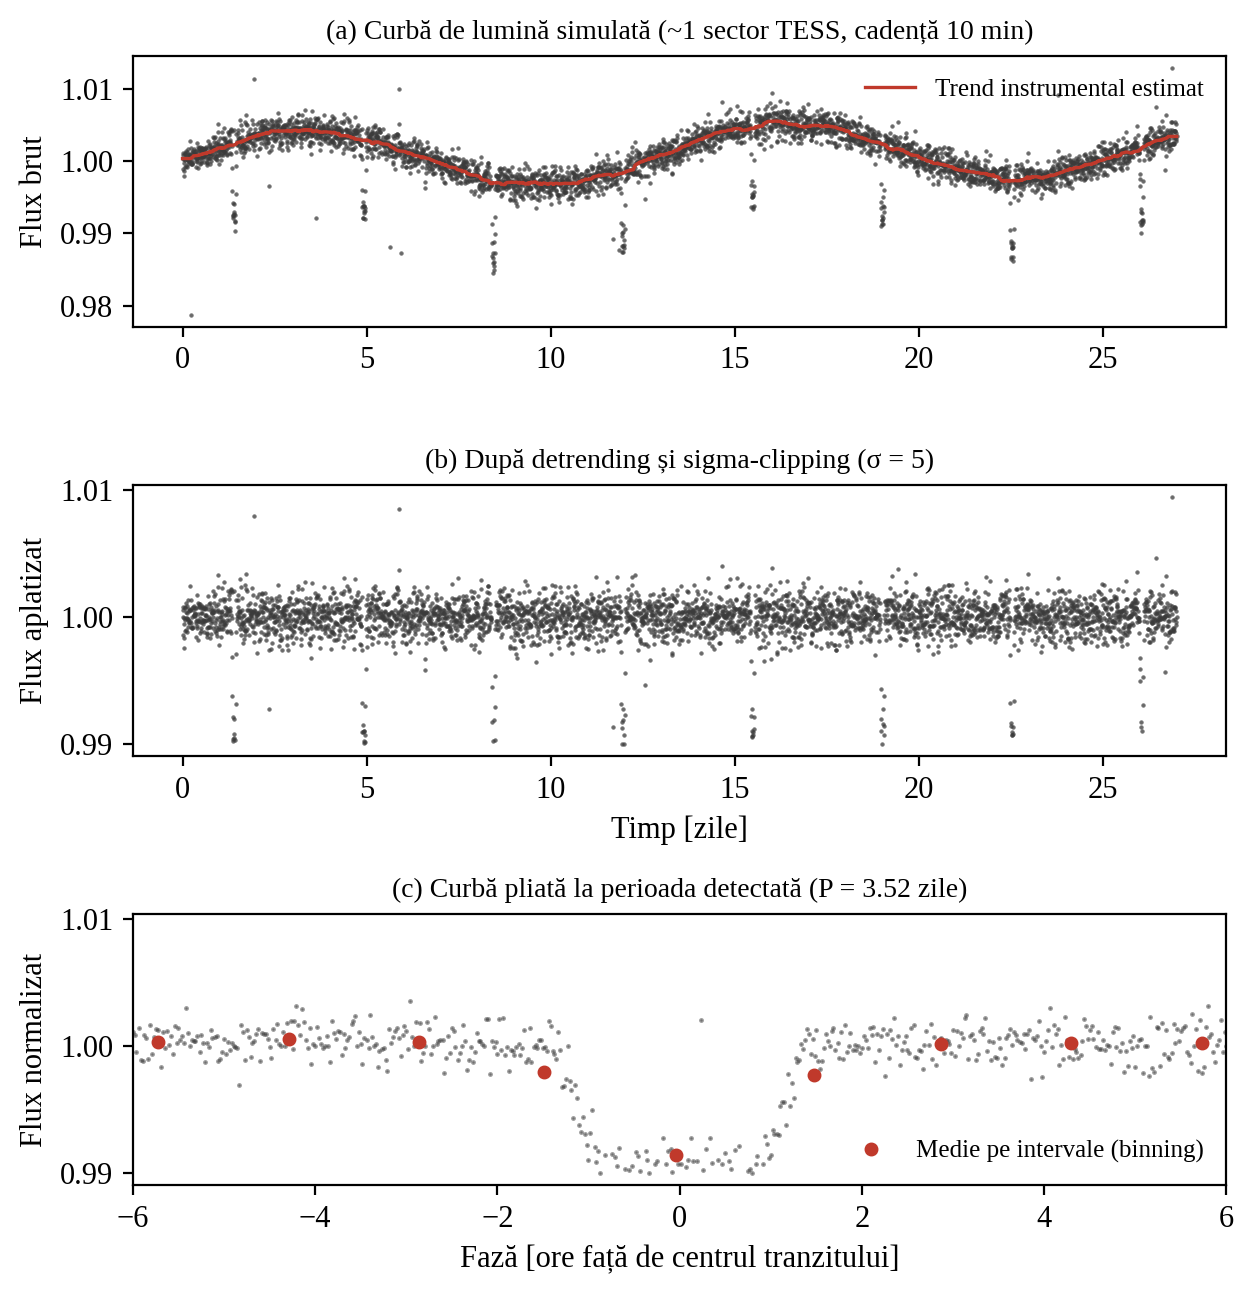 (a) Curbă de lumină simulată (~1 sector TESS, cadență 10 min)
Trend instrumental estimat
Flux brut
1.01
1.00
0.99
0.98
0 5 10 15 20 25
(b) După detrending și sigma-clipping (σ = 5)
Flux aplatizat
1.01
1.00
0.99
0 5 10 15 20 25
Timp [zile]
(c) Curbă pliată la perioada detectată (P = 3.52 zile)
Flux normalizat
1.01
1.00
0.99
Medie pe intervale (binning)
−6 −4 −2 0 2 4 6
Fază [ore față de centrul tranzitului]